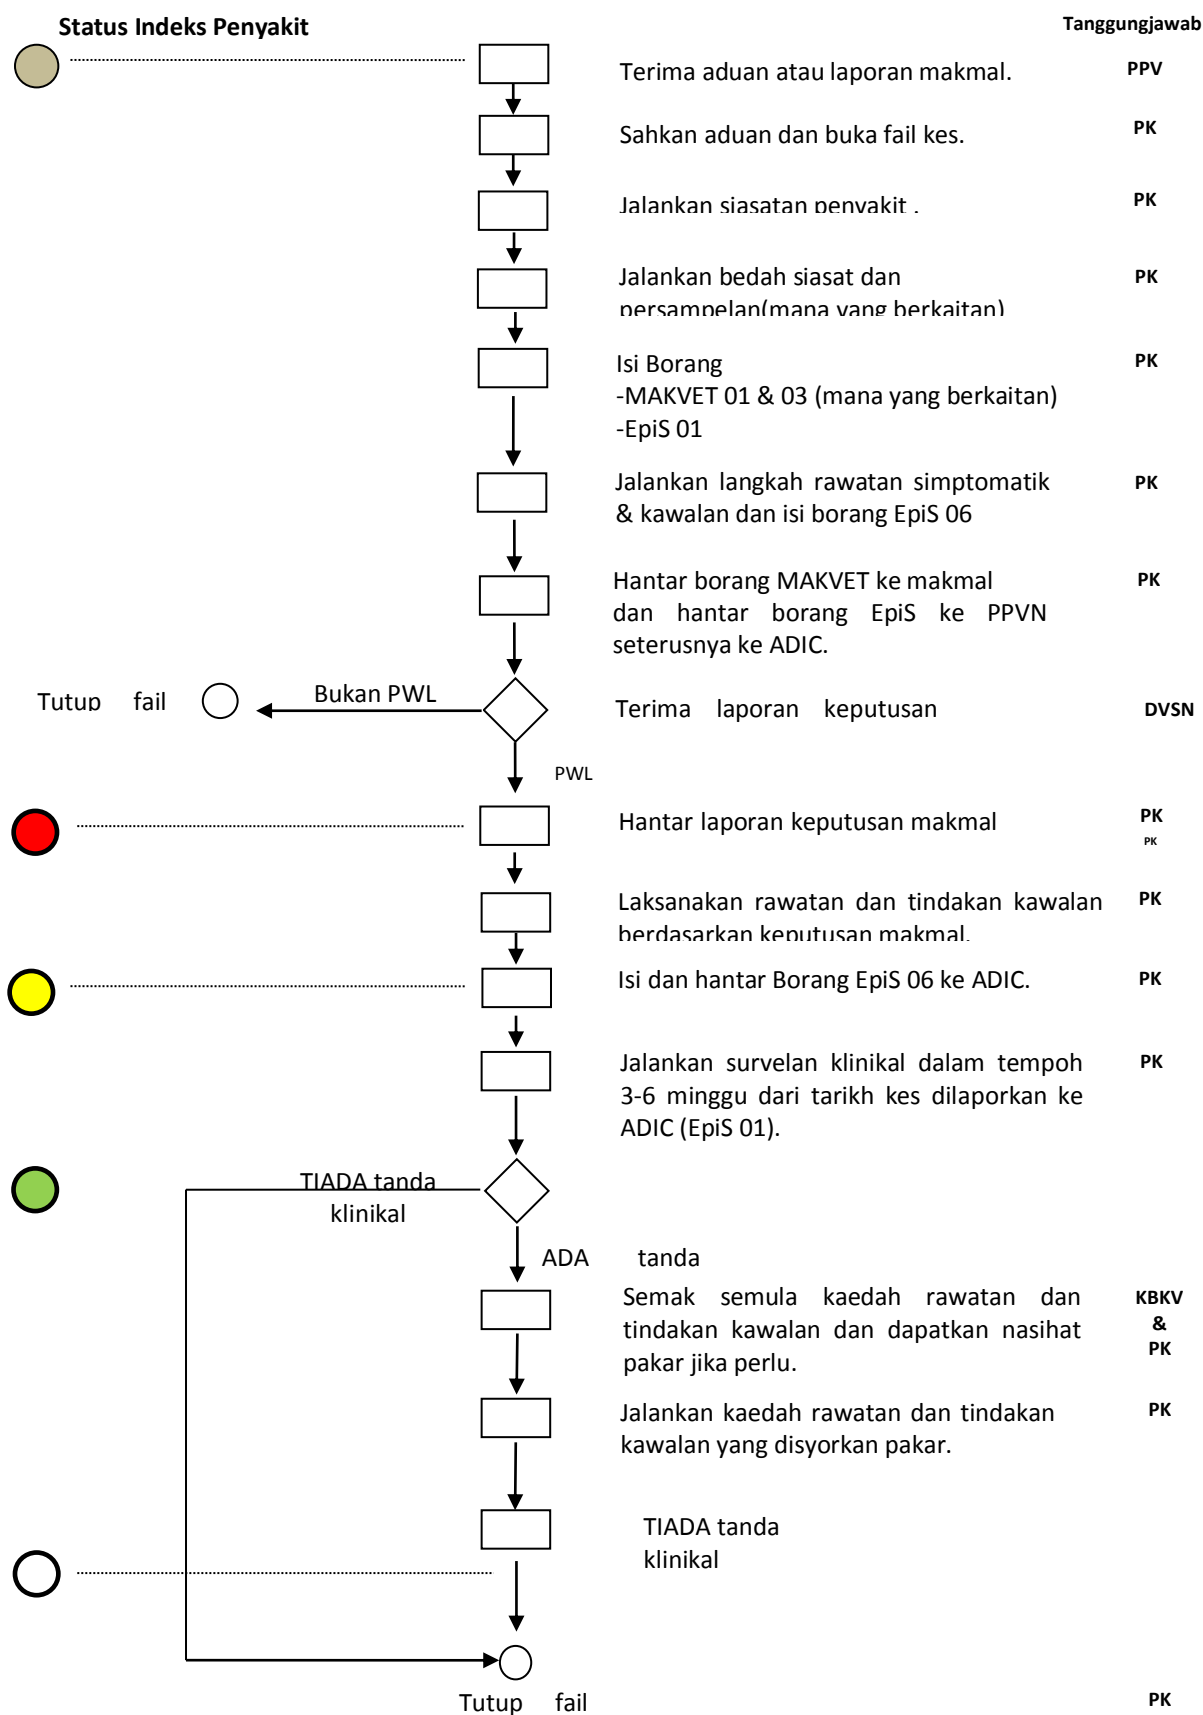 Status Indeks Penyakit
Tanggungjawab
Terima aduan atau laporan makmal.
PPV
Sahkan aduan dan buka fail kes.
PK
Jalankan siasatan penyakit .
PK
Jalankan bedah siasat dan
persampelan(mana yang berkaitan)
PK
Isi Borang
-MAKVET 01 & 03 (mana yang berkaitan)
-EpiS 01
PK
Jalankan langkah rawatan simptomatik
& kawalan dan isi borang EpiS 06
PK
Hantar borang MAKVET ke makmal
dan hantar borang EpiS ke PPVN
seterusnya ke ADIC.
PK
Tutup fail
Bukan PWL
Terima laporan keputusan
DVSN
PWL
Hantar laporan keputusan makmal
PK
PK
Laksanakan rawatan dan tindakan kawalan
berdasarkan keputusan makmal.
PK
Isi dan hantar Borang EpiS 06 ke ADIC.
PK
Jalankan survelan klinikal dalam tempoh
3-6 minggu dari tarikh kes dilaporkan ke
ADIC (EpiS 01).
PK
TIADA tanda
klinikal
ADA tanda
Semak semula kaedah rawatan dan
tindakan kawalan dan dapatkan nasihat
pakar jika perlu.
KBKV
&
PK
Jalankan kaedah rawatan dan tindakan
kawalan yang disyorkan pakar.
PK
TIADA tanda
klinikal
Tutup fail
PK